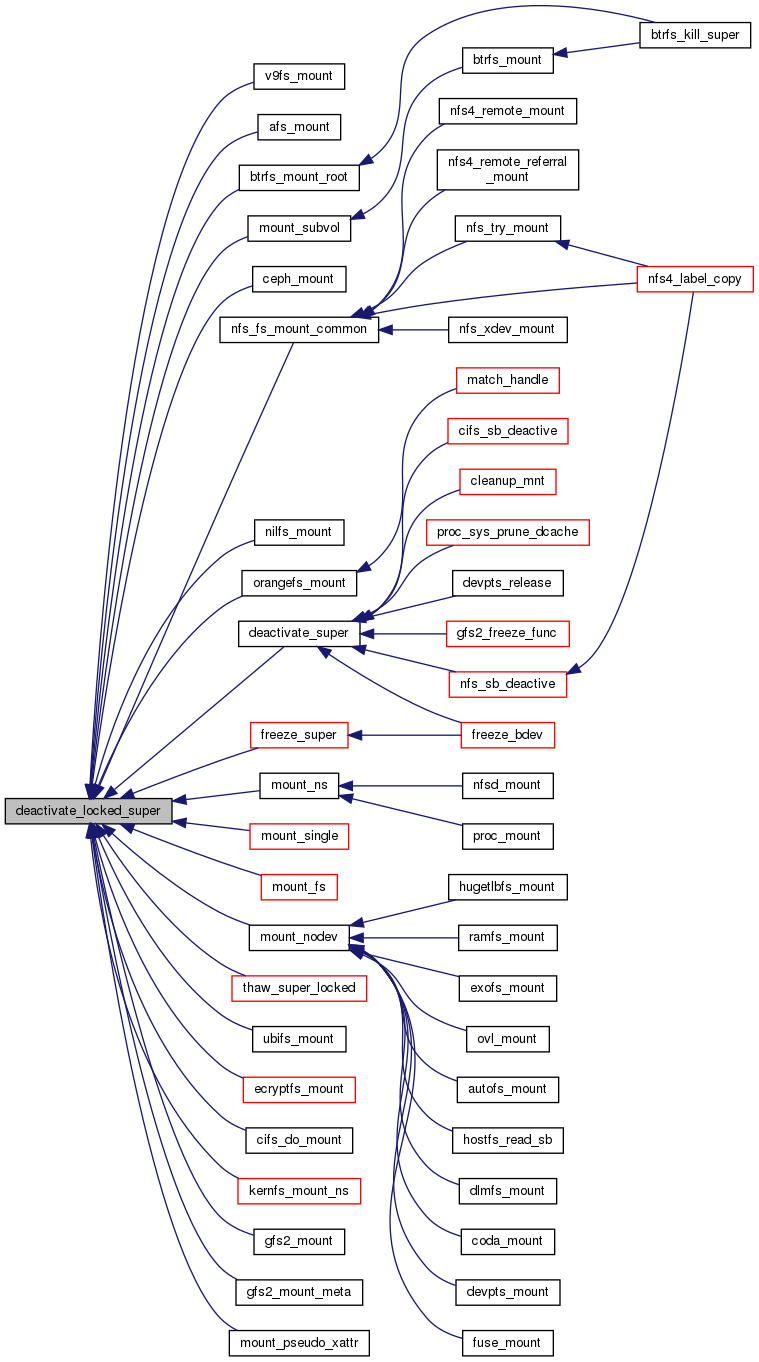 btrfs_kill_super
btrfs_mount
v9fs_mount
nfs4_remote_mount
afs_mount
nfs4_remote_referral
_mount
btrfs_mount_root
mount_subvol
nfs_try_mount
ceph_mount
nfs4_label_copy
nfs_fs_mount_common
nfs_xdev_mount
match_handle
cifs_sb_deactive
cleanup_mnt
nilfs_mount
proc_sys_prune_dcache
orangefs_mount
devpts_release
deactivate_super
gfs2_freeze_func
nfs_sb_deactive
freeze_super
freeze_bdev
mount_ns
nfsd_mount
deactivate_locked_super
mount_single
proc_mount
mount_fs
hugetlbfs_mount
mount_nodev
ramfs_mount
thaw_super_locked
exofs_mount
ubifs_mount
ovl_mount
ecryptfs_mount
autofs_mount
cifs_do_mount
hostfs_read_sb
kernfs_mount_ns
dlmfs_mount
gfs2_mount
coda_mount
gfs2_mount_meta
devpts_mount
mount_pseudo_xattr
fuse_mount